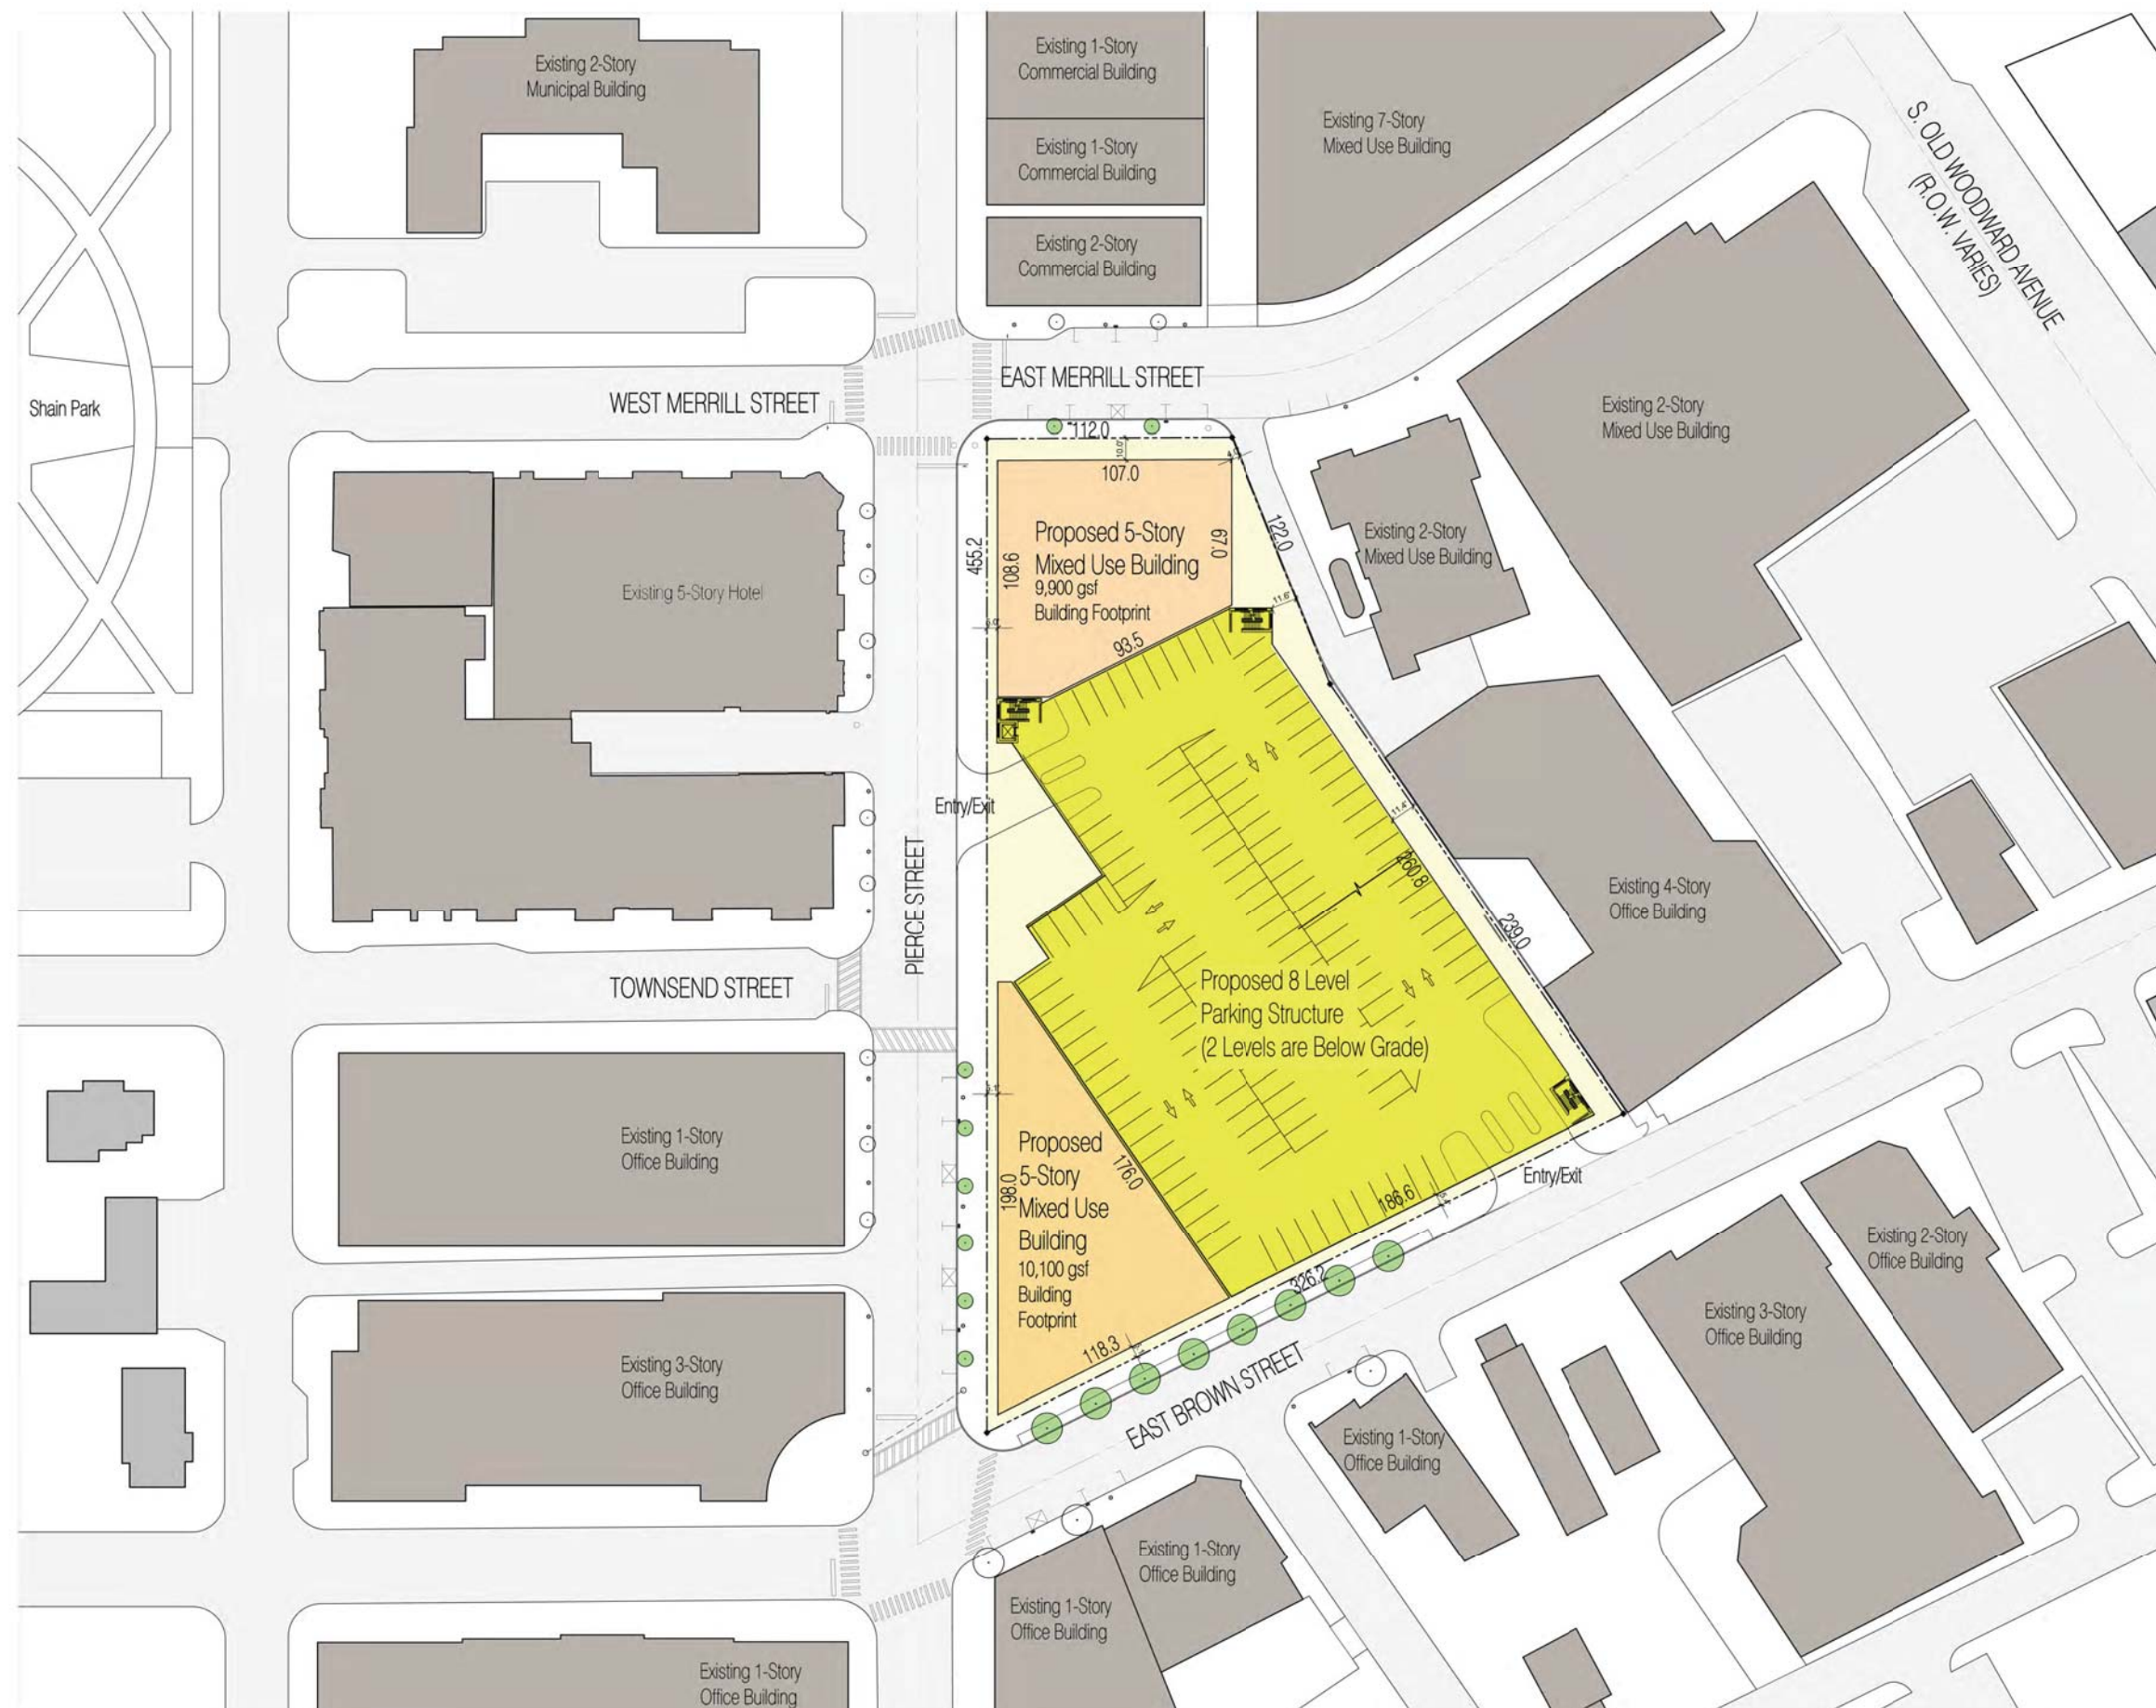 Existing 2-Story
Municipal Building
Existing 1-Story
Commercial Building
Existing 1-Story
Commercial Building
Existing 2-Story
Commercial Building
Existing 7-Story
Mixed Use Building
S. OLD WOODWARD AVENUE
(R.O.W. VARIES)
EAST MERRILL STREET
WEST MERRILL STREET
Shain Park
Existing 2-Story
Mixed Use Building
112.0
10.0'
107.0
Proposed 5-Story
Mixed Use Building
9,900 gsf
Building Footprint
455.2
108.6
67.0
122.0
11.6'
93.5
Existing 2-Story
Mixed Use Building
Existing 5-Story Hotel
Entry/Exit
PIERCE STREET
11.4'
260.8
239.0
Existing 4-Story
Office Building
TOWNSEND STREET
Proposed 8 Level
Parking Structure
(2 Levels are Below Grade)
Existing 1-Story
Office Building
Proposed
5-Story
Mixed Use
Building
10,100 gsf
Building
Footprint
198.0
176.0
186.6
Entry/Exit
118.3
326.2
EAST BROWN STREET
Existing 3-Story
Office Building
Existing 2-Story
Office Building
Existing 3-Story
Office Building
Existing 1-Story
Office Building
Existing 1-Story
Office Building
Existing 1-Story
Office Building
Existing 1-Story
Office Building